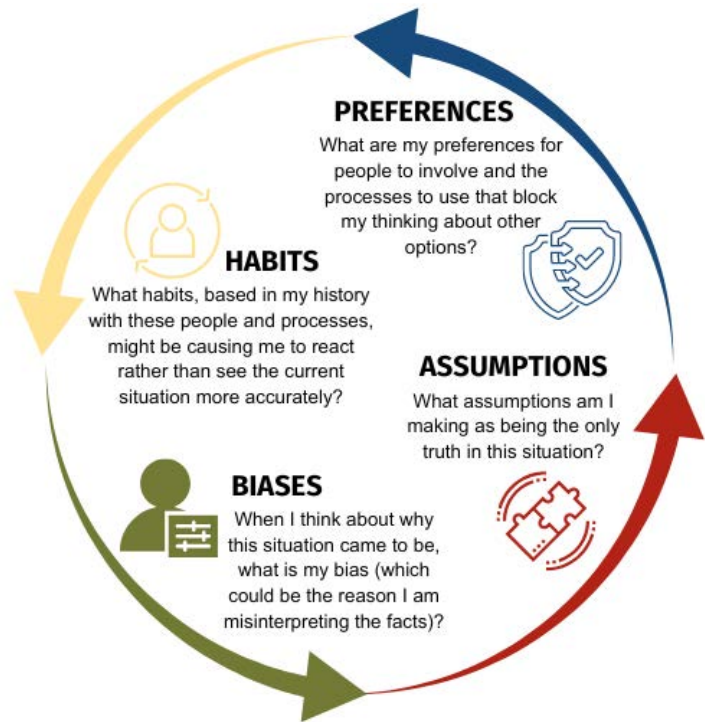 PREFERENCES
What are my preferences for
people to involve and the
processes to use that block
my thinking about other
options?
HABITS
What habits, based in my history
with these people and processes,
might be causing me to react
rather than see the current
situation more accurately?
ASSUMPTIONS
What assumptions am I
making as being the only
truth in this situation?
BIASES
When I think about why
this situation came to be,
what is my bias (which
could be the reason I am
misinterpreting the facts)?